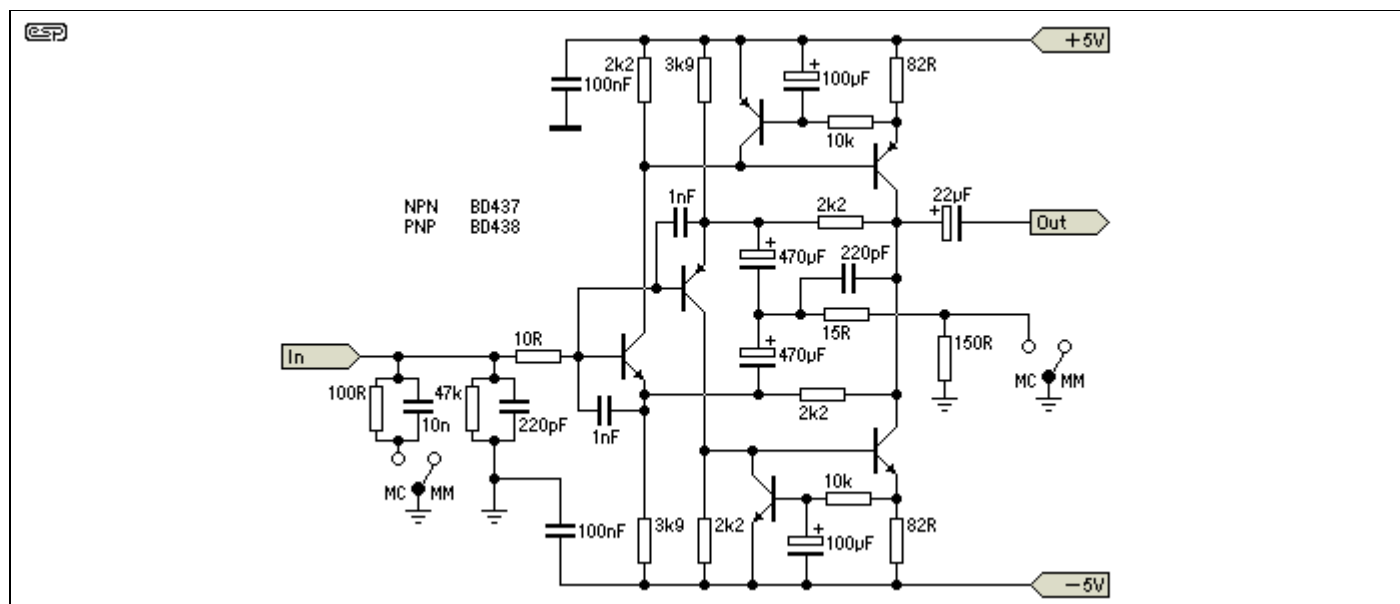 esp
+5V
2k2
3k9
100nF
100µF
82R
10k
1nF
2k2
22µF
+
Out
NPN BD437
PNP BD438
+
470µF
220pF
10R
In
15R
+
470µF
150R
MC MM
100R
10n
47k
220pF
1nF
2k2
MC MM
10k
100nF
3k9
2k2
+
100µF
82R
−5V